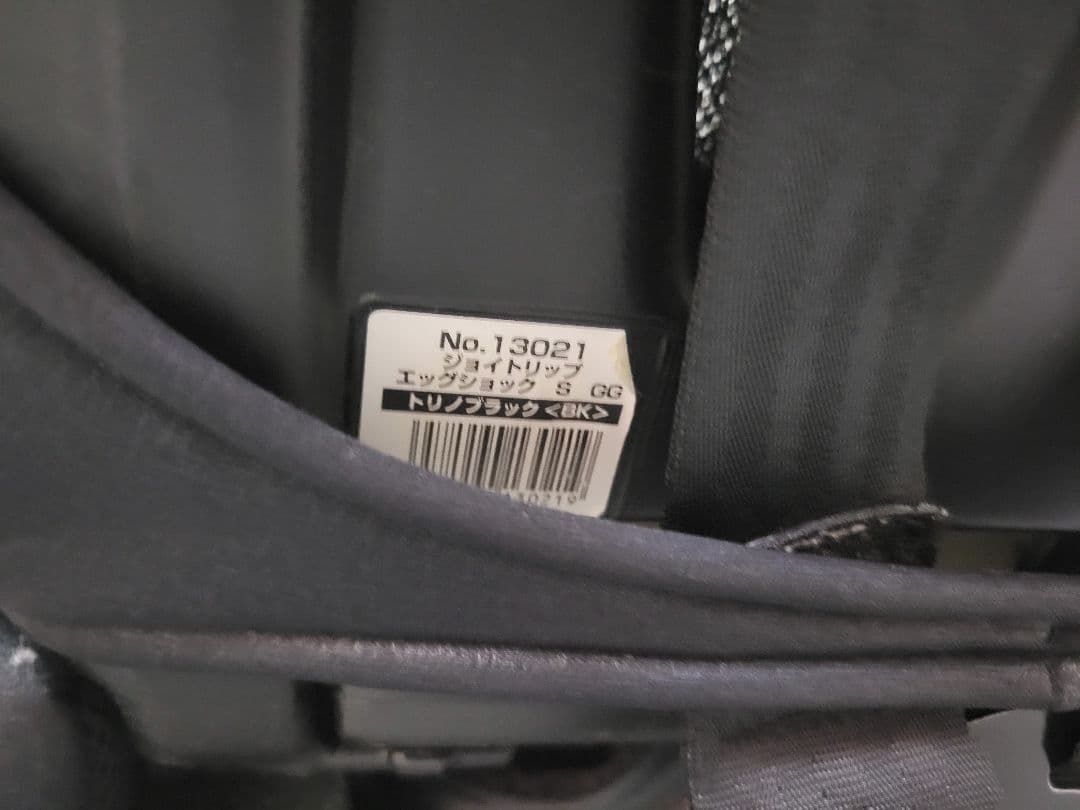 No.13021
ジョイトリップ
エッグショック S GG
トリノブラック<BK>
130219